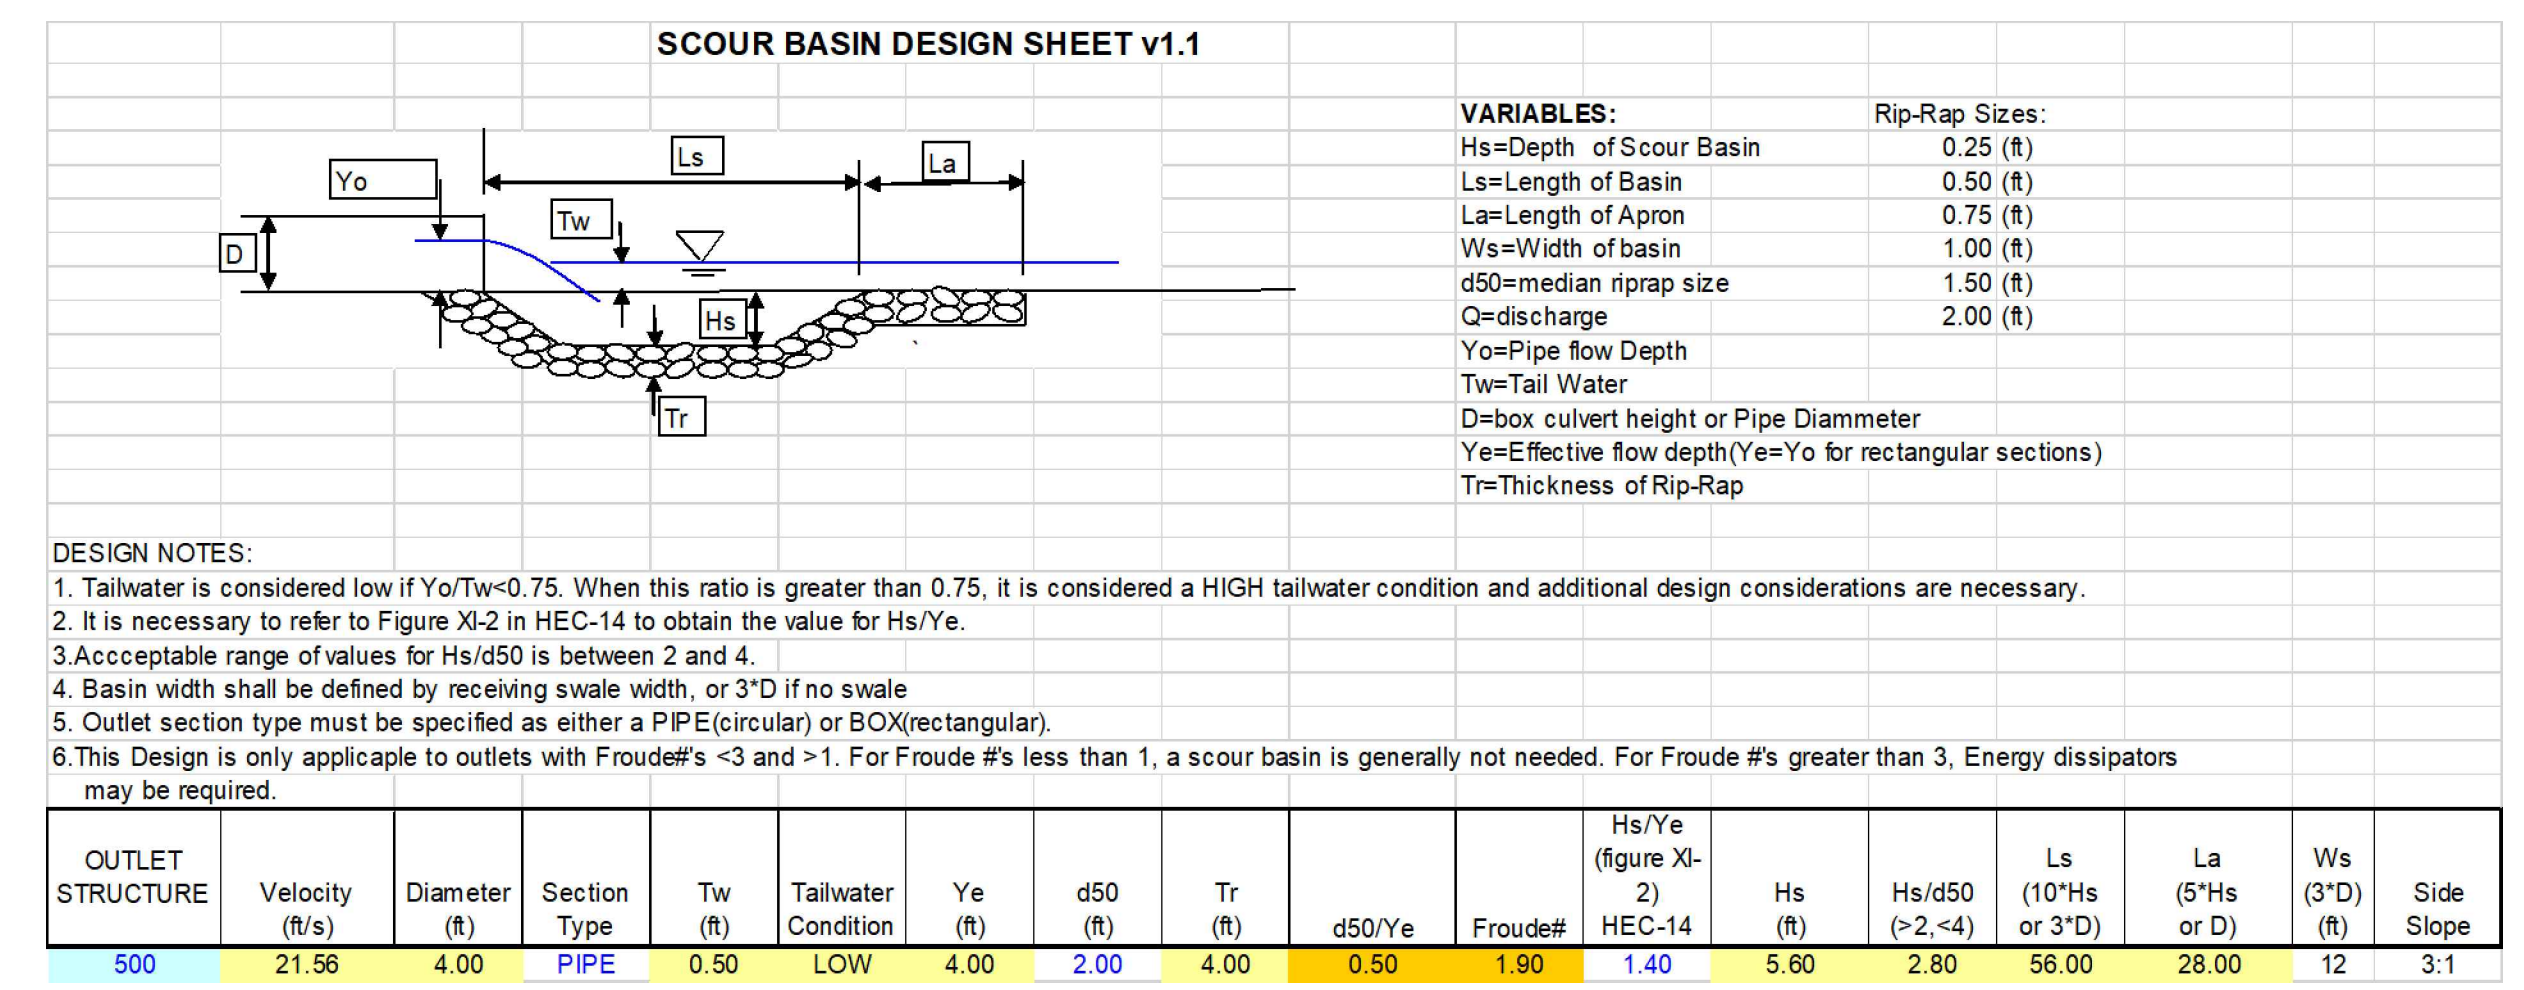 SCOUR BASIN DESIGN SHEET v1.1
VARIABLES:
Rip-Rap Sizes:
Hs=Depth of Scour Basin
0.25 (ft)
Ls=Length of Basin
0.50 (ft)
La=Length of Apron
0.75 (ft)
Ws=Width of basin
1.00 (ft)
d50=median riprap size
1.50 (ft)
Q=discharge
2.00 (ft)
Yo=Pipe flow Depth
Tw=Tail Water
D=box culvert height or Pipe Diammeter
Ye=Effective flow depth(Ye=Yo for rectangular sections)
Tr=Thickness of Rip-Rap
Ls
La
Yo
Tw
D
Hs
Tr
DESIGN NOTES:
1. Tailwater is considered low if Yo/Tw<0.75. When this ratio is greater than 0.75, it is considered a HIGH tailwater condition and additional design considerations are necessary.
2. It is necessary to refer to Figure XI-2 in HEC-14 to obtain the value for Hs/Ye.
3.Accceptable range of values for Hs/d50 is between 2 and 4.
4. Basin width shall be defined by receiving swale width, or 3*D if no swale
5. Outlet section type must be specified as either a PIPE(circular) or BOX(rectangular).
6.This Design is only applicaple to outlets with Froude#'s <3 and >1. For Froude #'s less than 1, a scour basin is generally not needed. For Froude #'s greater than 3, Energy dissipators
may be required.
OUTLET
STRUCTURE
Velocity
(ft/s)
Diameter
(ft)
Section
Type
Tw
(ft)
Tailwater
Condition
Ye
(ft)
d50
(ft)
Tr
(ft)
d50/Ye
Froude#
Hs/Ye
(figure XI-
2)
HEC-14
Hs
(ft)
Hs/d50
(>2,<4)
Ls
(10*Hs
or 3*D)
La
(5*Hs
or D)
Ws
(3*D)
(ft)
Side
Slope
500 21.56 4.00 PIPE 0.50 LOW 4.00 2.00 4.00 0.50 1.90 1.40 5.60 2.80 56.00 28.00 12 3:1